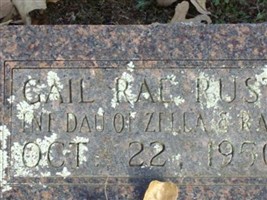 GAIL RAE RUS
INF DAU OF ZELLA & RA
OCT 22, 195